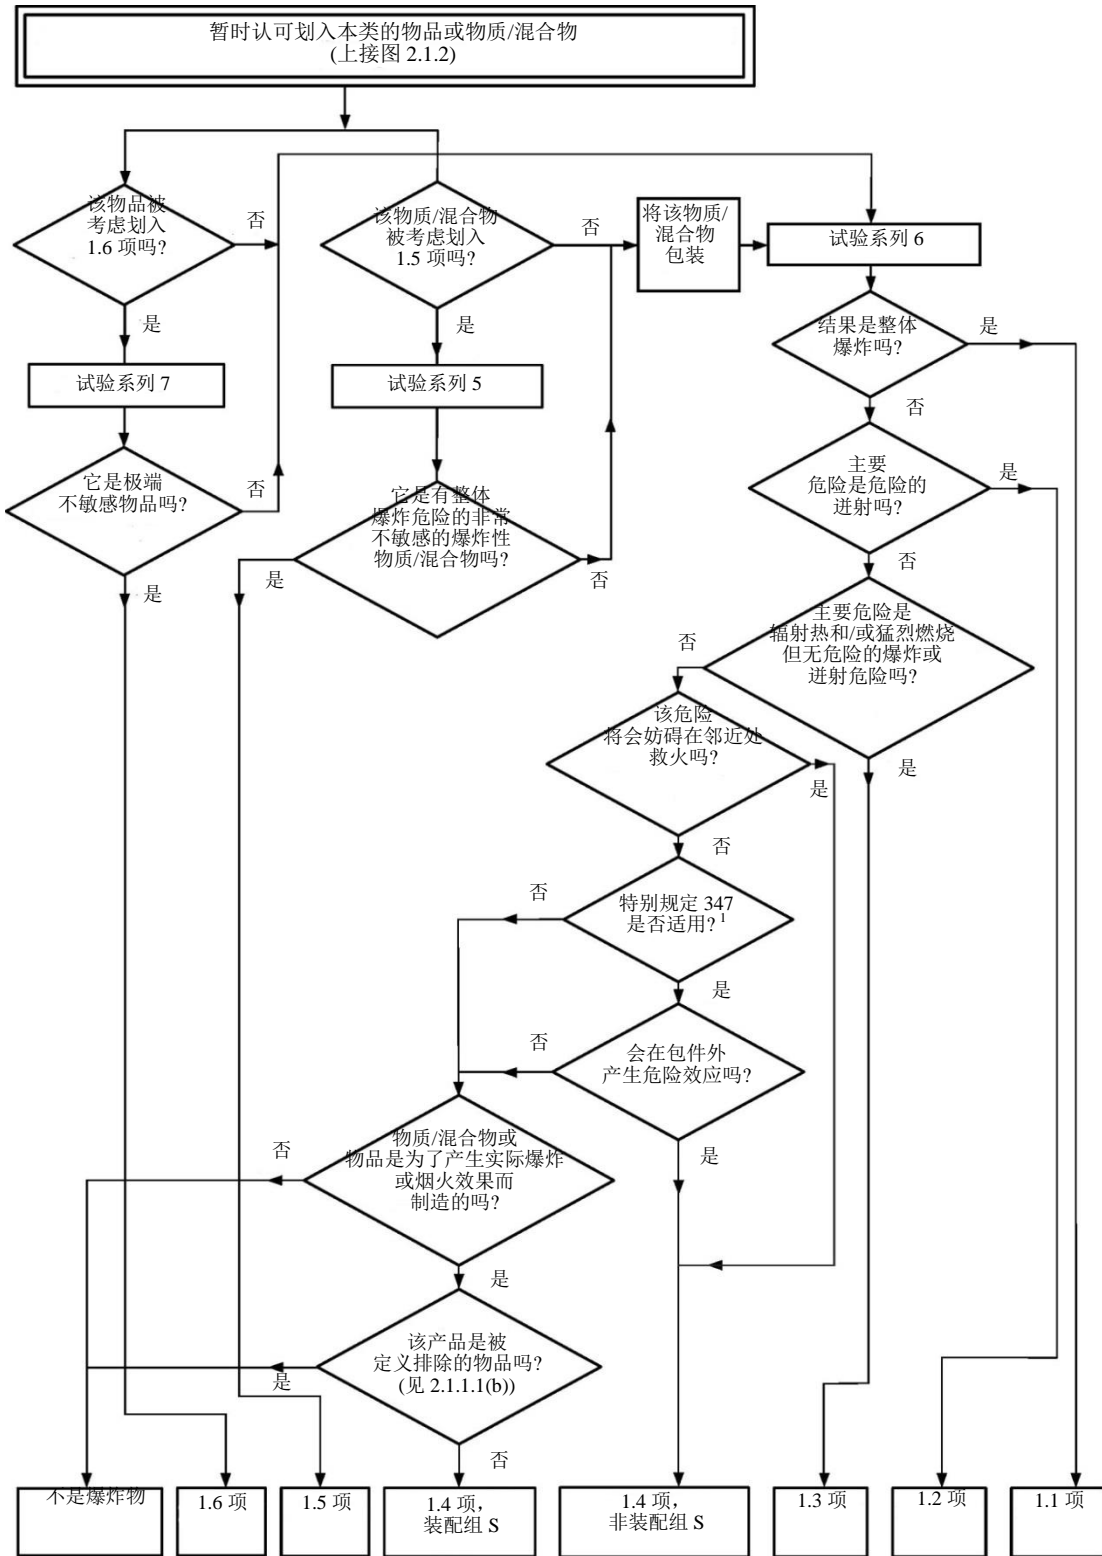 暂时认可划入本类的物品或物质/混合物
(上接图 2.1.2)
该物品被
考虑划入
1.6 项吗?
否
该物质/混合物
被考虑划入
1.5 项吗?
否
将该物质/
混合物
包装
试验系列 6
是
是
结果是整体
爆炸吗?
是
试验系列 7
试验系列 5
否
它是极端
不敏感物品吗?
否
它是有整体
爆炸危险的非常
不敏感的爆炸性
物质/混合物吗?
主要
危险是危险的
迸射吗?
是
是
是
否
否
主要危险是
辐射热和/或猛烈燃烧
但无危险的爆炸或
迸射危险吗?
否
该危险
将会妨碍在邻近处
救火吗?
是
是
否
特别规定 347
是否适用? 1
否
是
会在包件外
产生危险效应吗?
否
是
物质/混合物或
物品是为了产生实际爆炸
或烟火效果而
制造的吗?
否
是
该产品是被
定义排除的物品吗?
(见 2.1.1.1(b))
是
否
不是爆炸物
1.6 项
1.5 项
1.4 项，
装配组 S
1.4 项，
非装配组 S
1.3 项
1.2 项
1.1 项